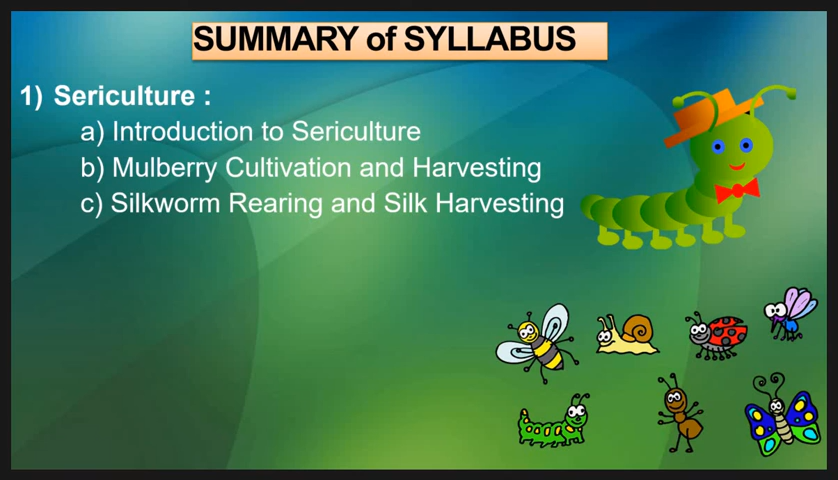 SUMMARY of SYLLABUS
1) Sericulture :
a) Introduction to Sericulture
b) Mulberry Cultivation and Harvesting
c) Silkworm Rearing and Silk Harvesting